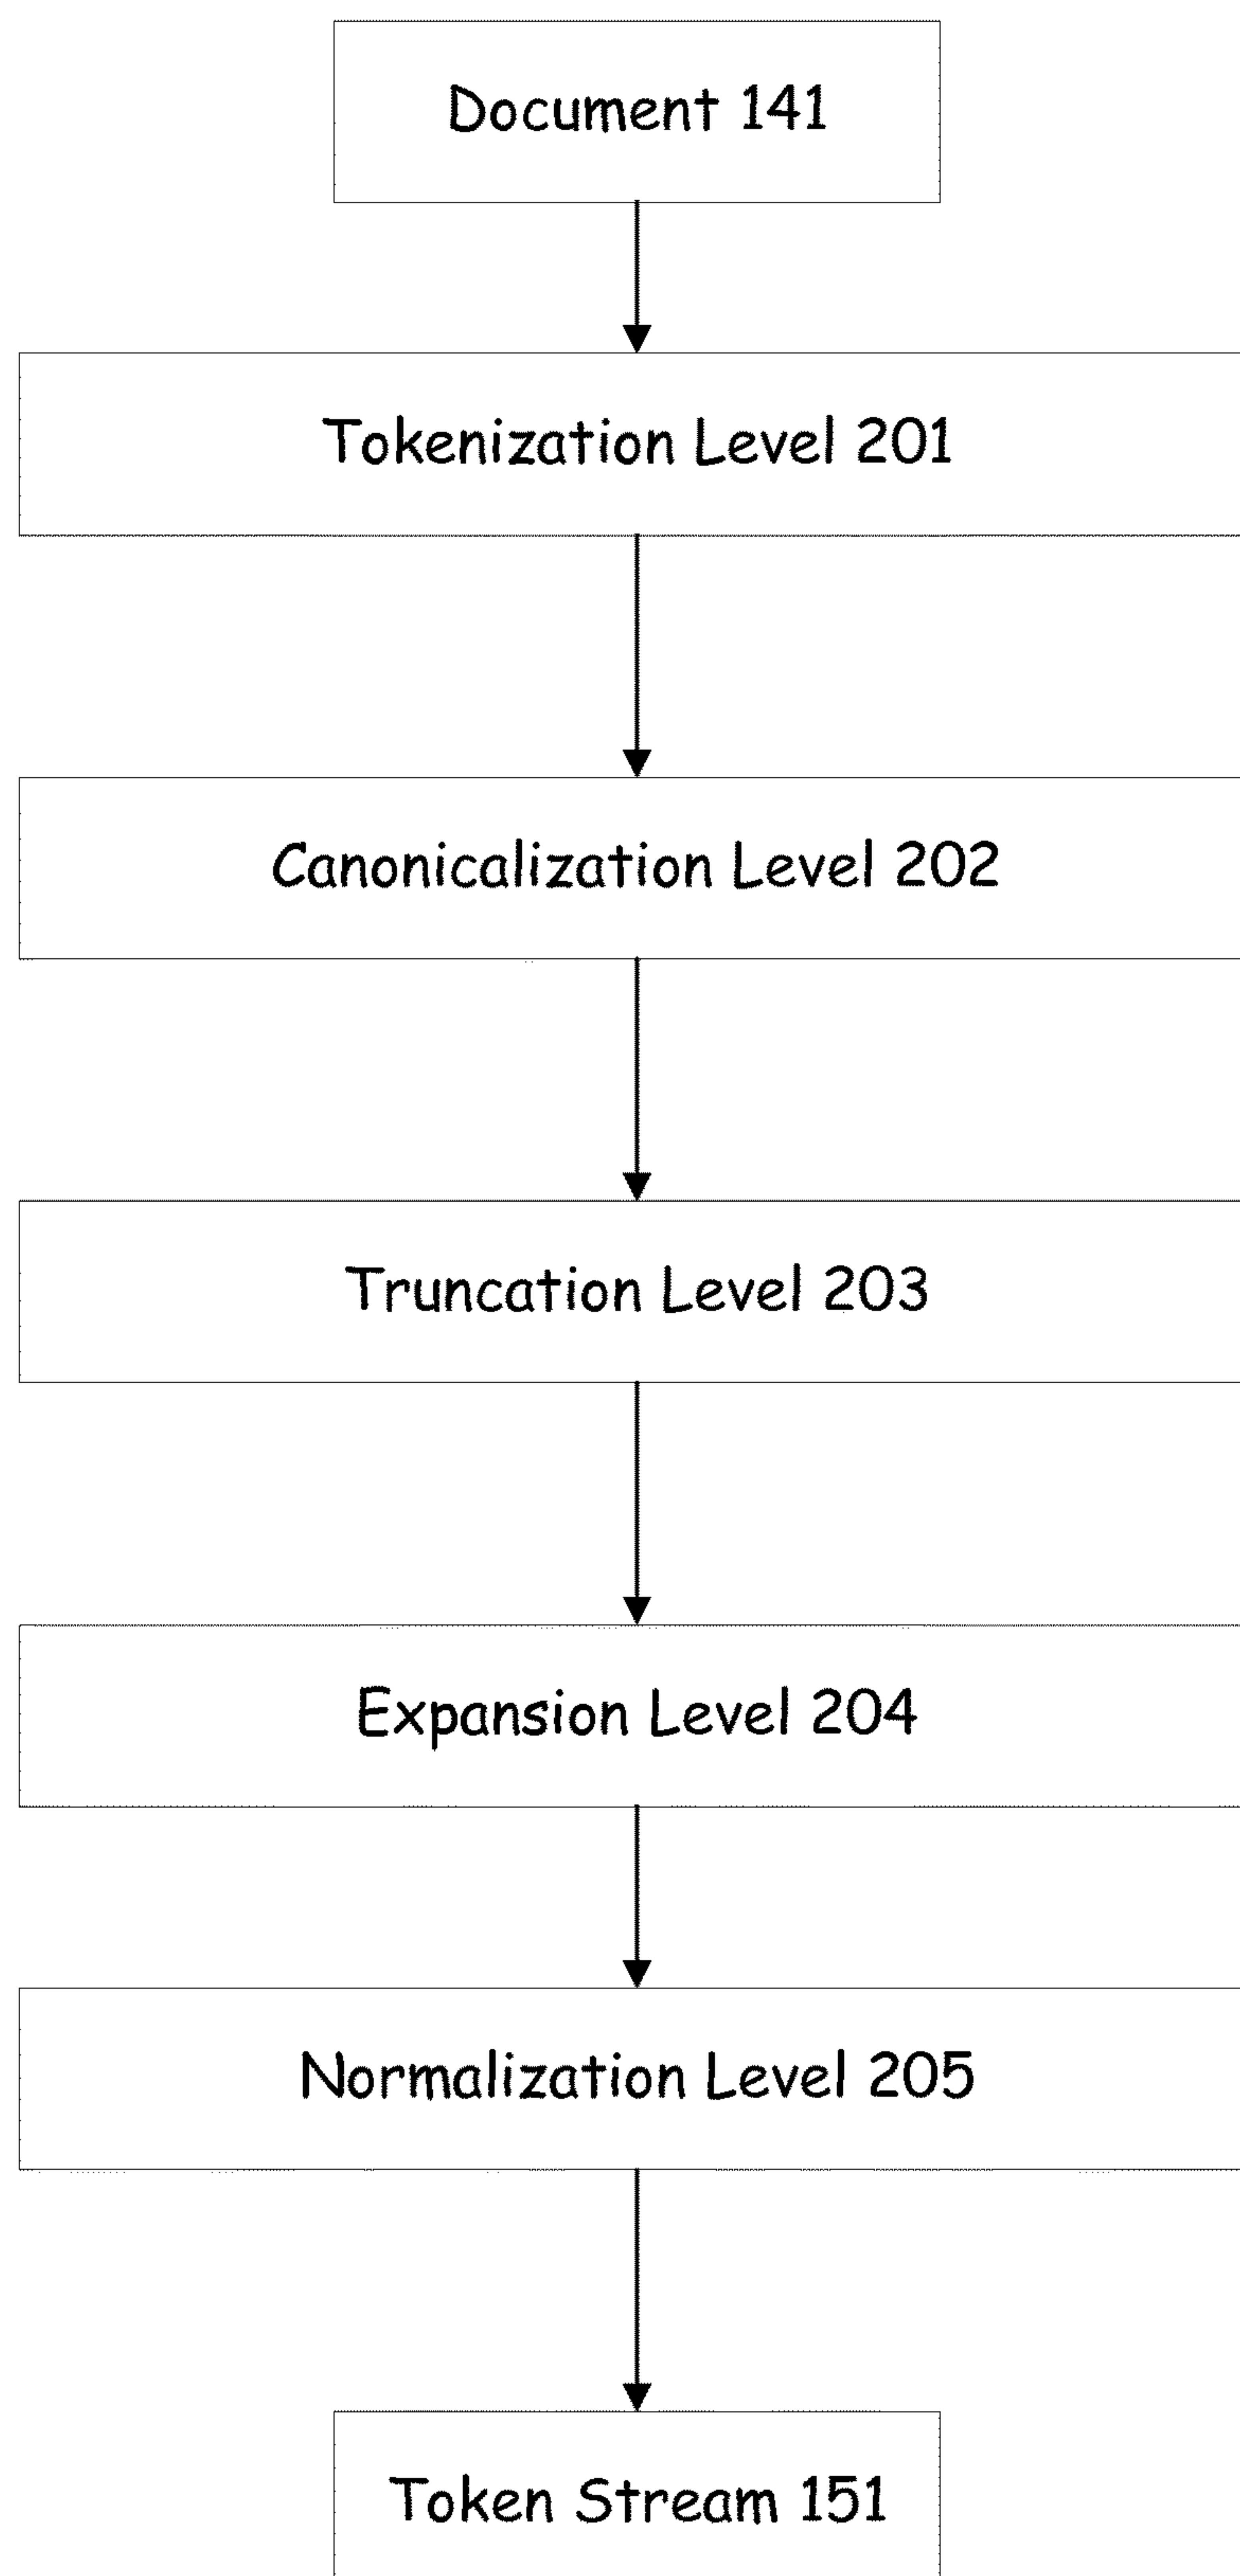 Document 141
Tokenization Level 201
Canonicalization Level 202
Truncation Level 203
Expansion Level 204
Normalization Level 205
Token Stream 151